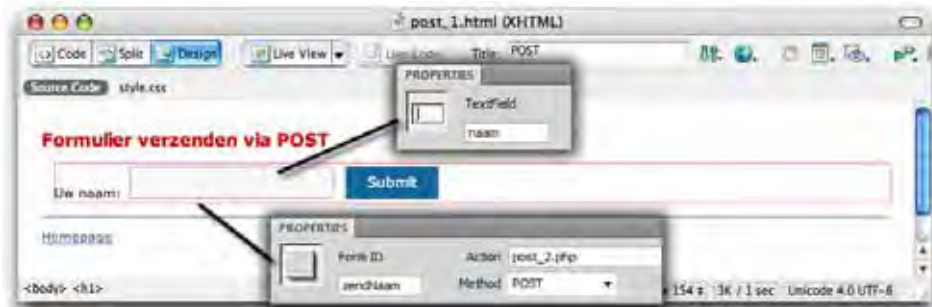 post_1.html (XHTML)
Code Split Design Live View Live Code Title: POST
Source Code style.css
PROPERTIES
TextField
naam
Formulier verzenden via POST
Uw naam: Submit
PROPERTIES
Homepage
Form ID Action post_2.php
zendNaam Method POST
<body> <h1> 154 3K / 1 sec Unicode 4.0 UTF-8